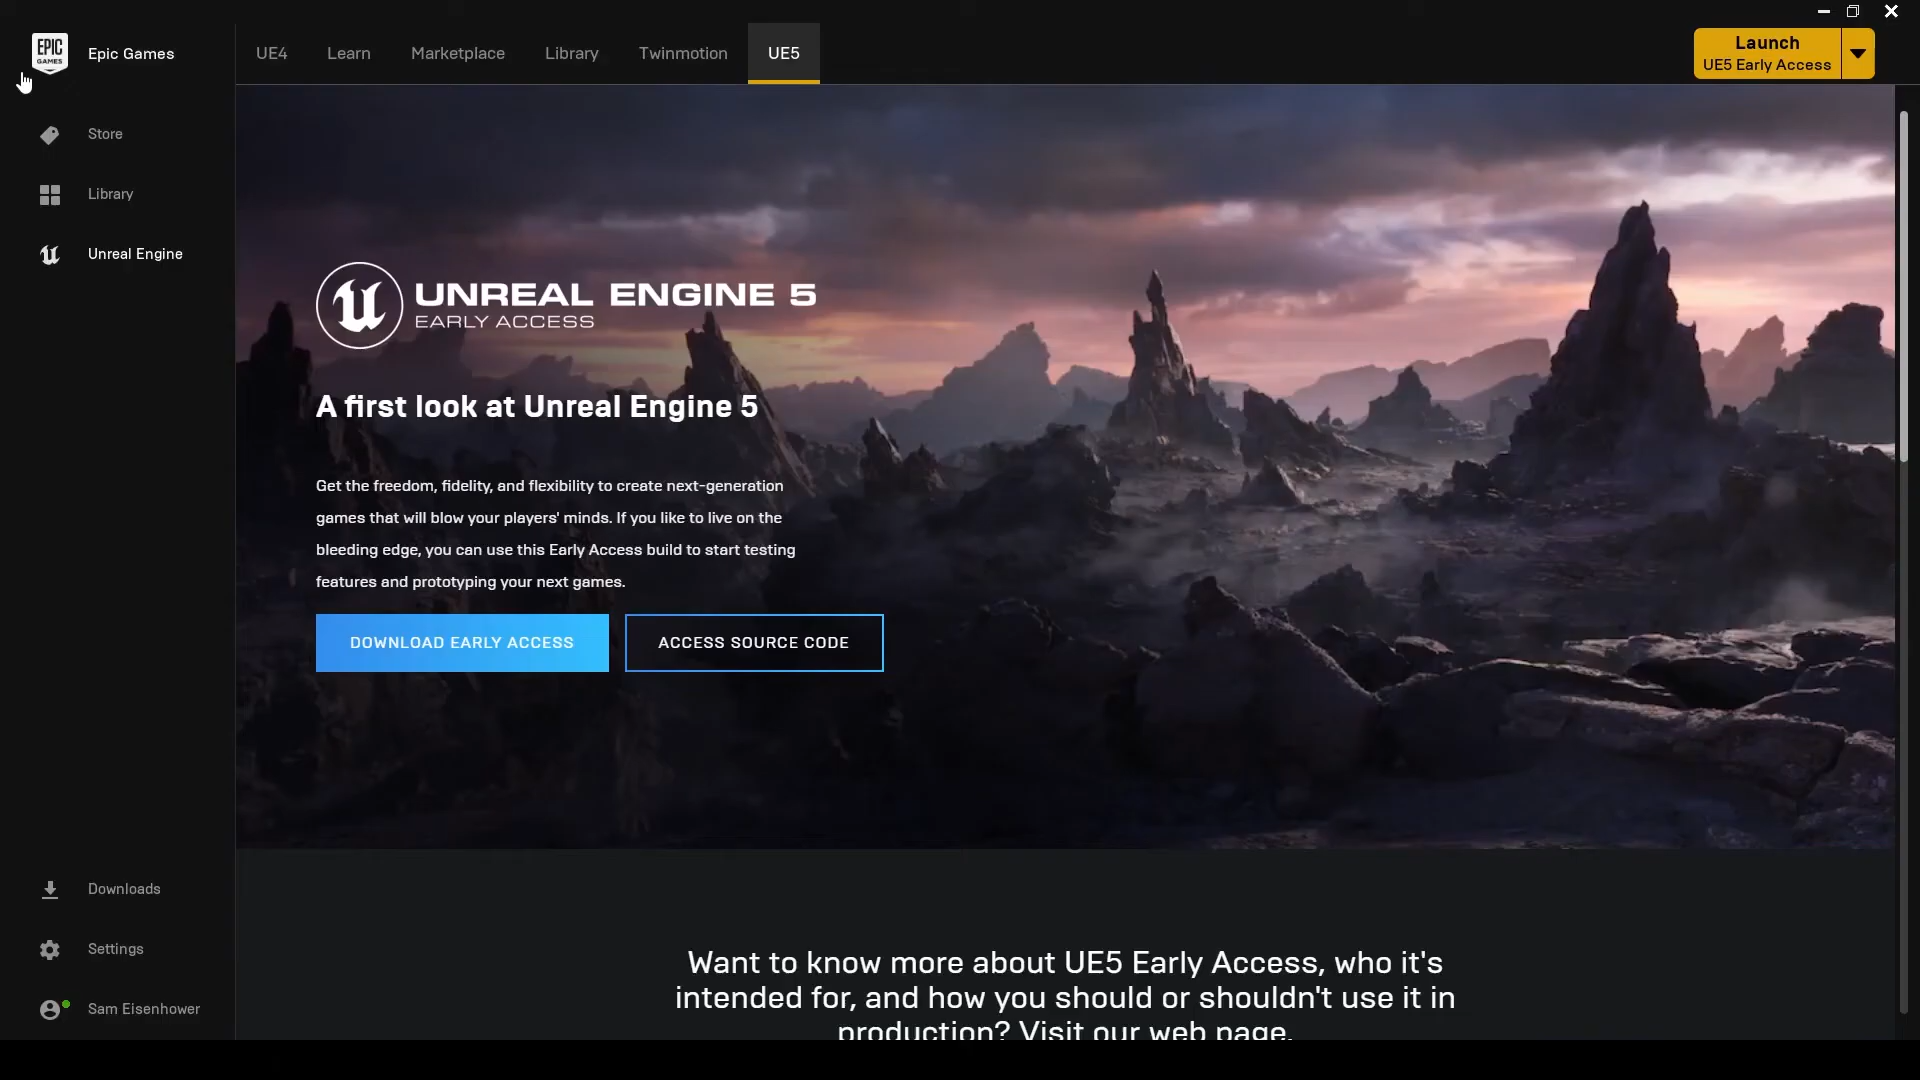 EPIC
GAMES
Epic Games
UE4
Learn
Marketplace
Library
Twinmotion
UE5
Launch
UE5 Early Access
Store
Library
Unreal Engine
UNREAL ENGINE 5
EARLY ACCESS
A first look at Unreal Engine 5
Get the freedom, fidelity, and flexibility to create next-generation
games that will blow your players' minds. If you like to live on the
bleeding edge, you can use this Early Access build to start testing
features and prototyping your next games.
DOWNLOAD EARLY ACCESS
ACCESS SOURCE CODE
Want to know more about UE5 Early Access, who it's
intended for, and how you should or shouldn't use it in
production? Visit our web page.
Downloads
Settings
Sam Eisenhower